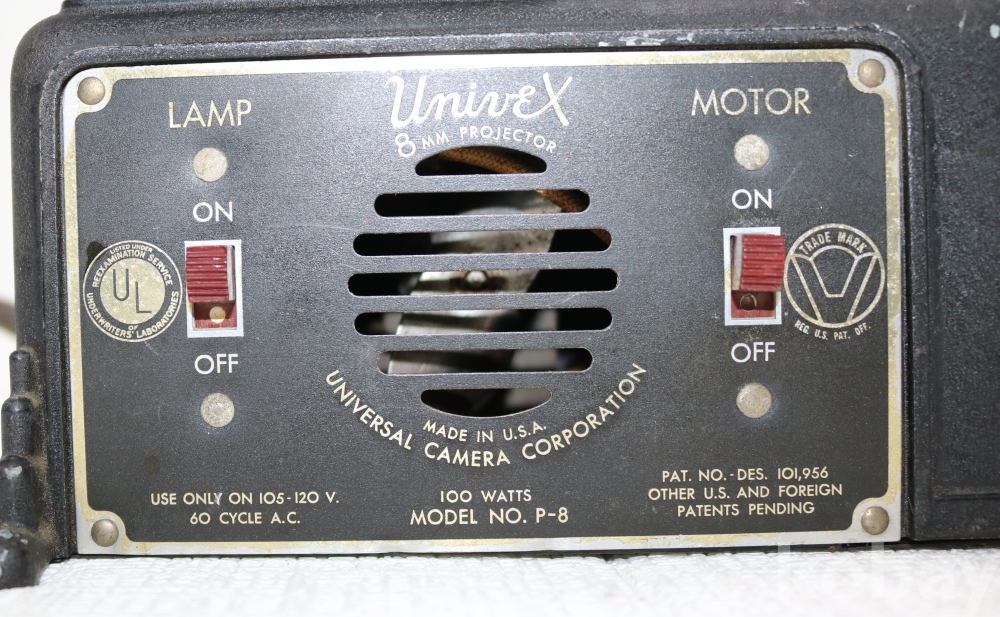 LAMP
UniveX
MOTOR
8 MM PROJECTOR
ON
ON
LISTED UNDER
REEXAMINATION SERVICE
UL
OF
UNDERWRITERS' LABORATORIES
TRADE MARK
REG. U.S. PAT. OFF.
OFF
OFF
MADE IN U.S.A.
UNIVERSAL CAMERA CORPORATION
USE ONLY ON 105-120 V.
60 CYCLE A.C.
100 WATTS
MODEL NO. P-8
PAT. NO.-DES. 101,956
OTHER U.S. AND FOREIGN
PATENTS PENDING